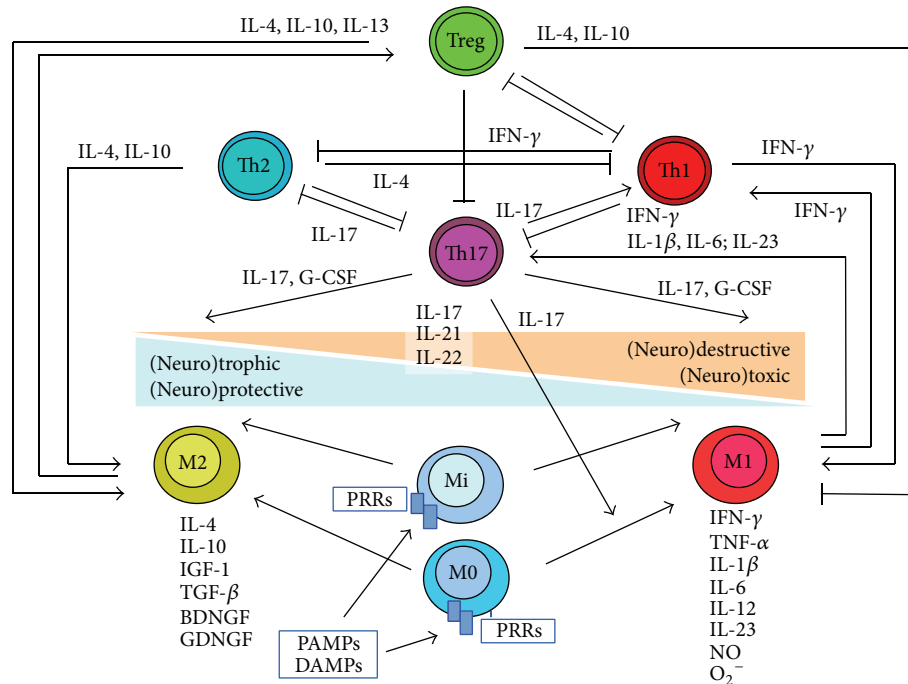 IL-4, IL-10, IL-13
Treg
IL-4, IL-10
IFN-γ
IL-4, IL-10
Th2
Th1
IFN-γ
IL-4
IL-17
IFN-γ
IFN-γ
IL-17
Th17
IL-1β, IL-6; IL-23
IL-17, G-CSF
IL-17, G-CSF
IL-17
IL-21
IL-22
IL-17
(Neuro)trophic
(Neuro)protective
(Neuro)destructive
(Neuro)toxic
M2
Mi
M1
PRRs
IL-4
IL-10
IGF-1
TGF-β
BDNGF
GDNGF
M0
PRRs
PAMPs
DAMPs
IFN-γ
TNF-α
IL-1β
IL-6
IL-12
IL-23
NO
O₂⁻